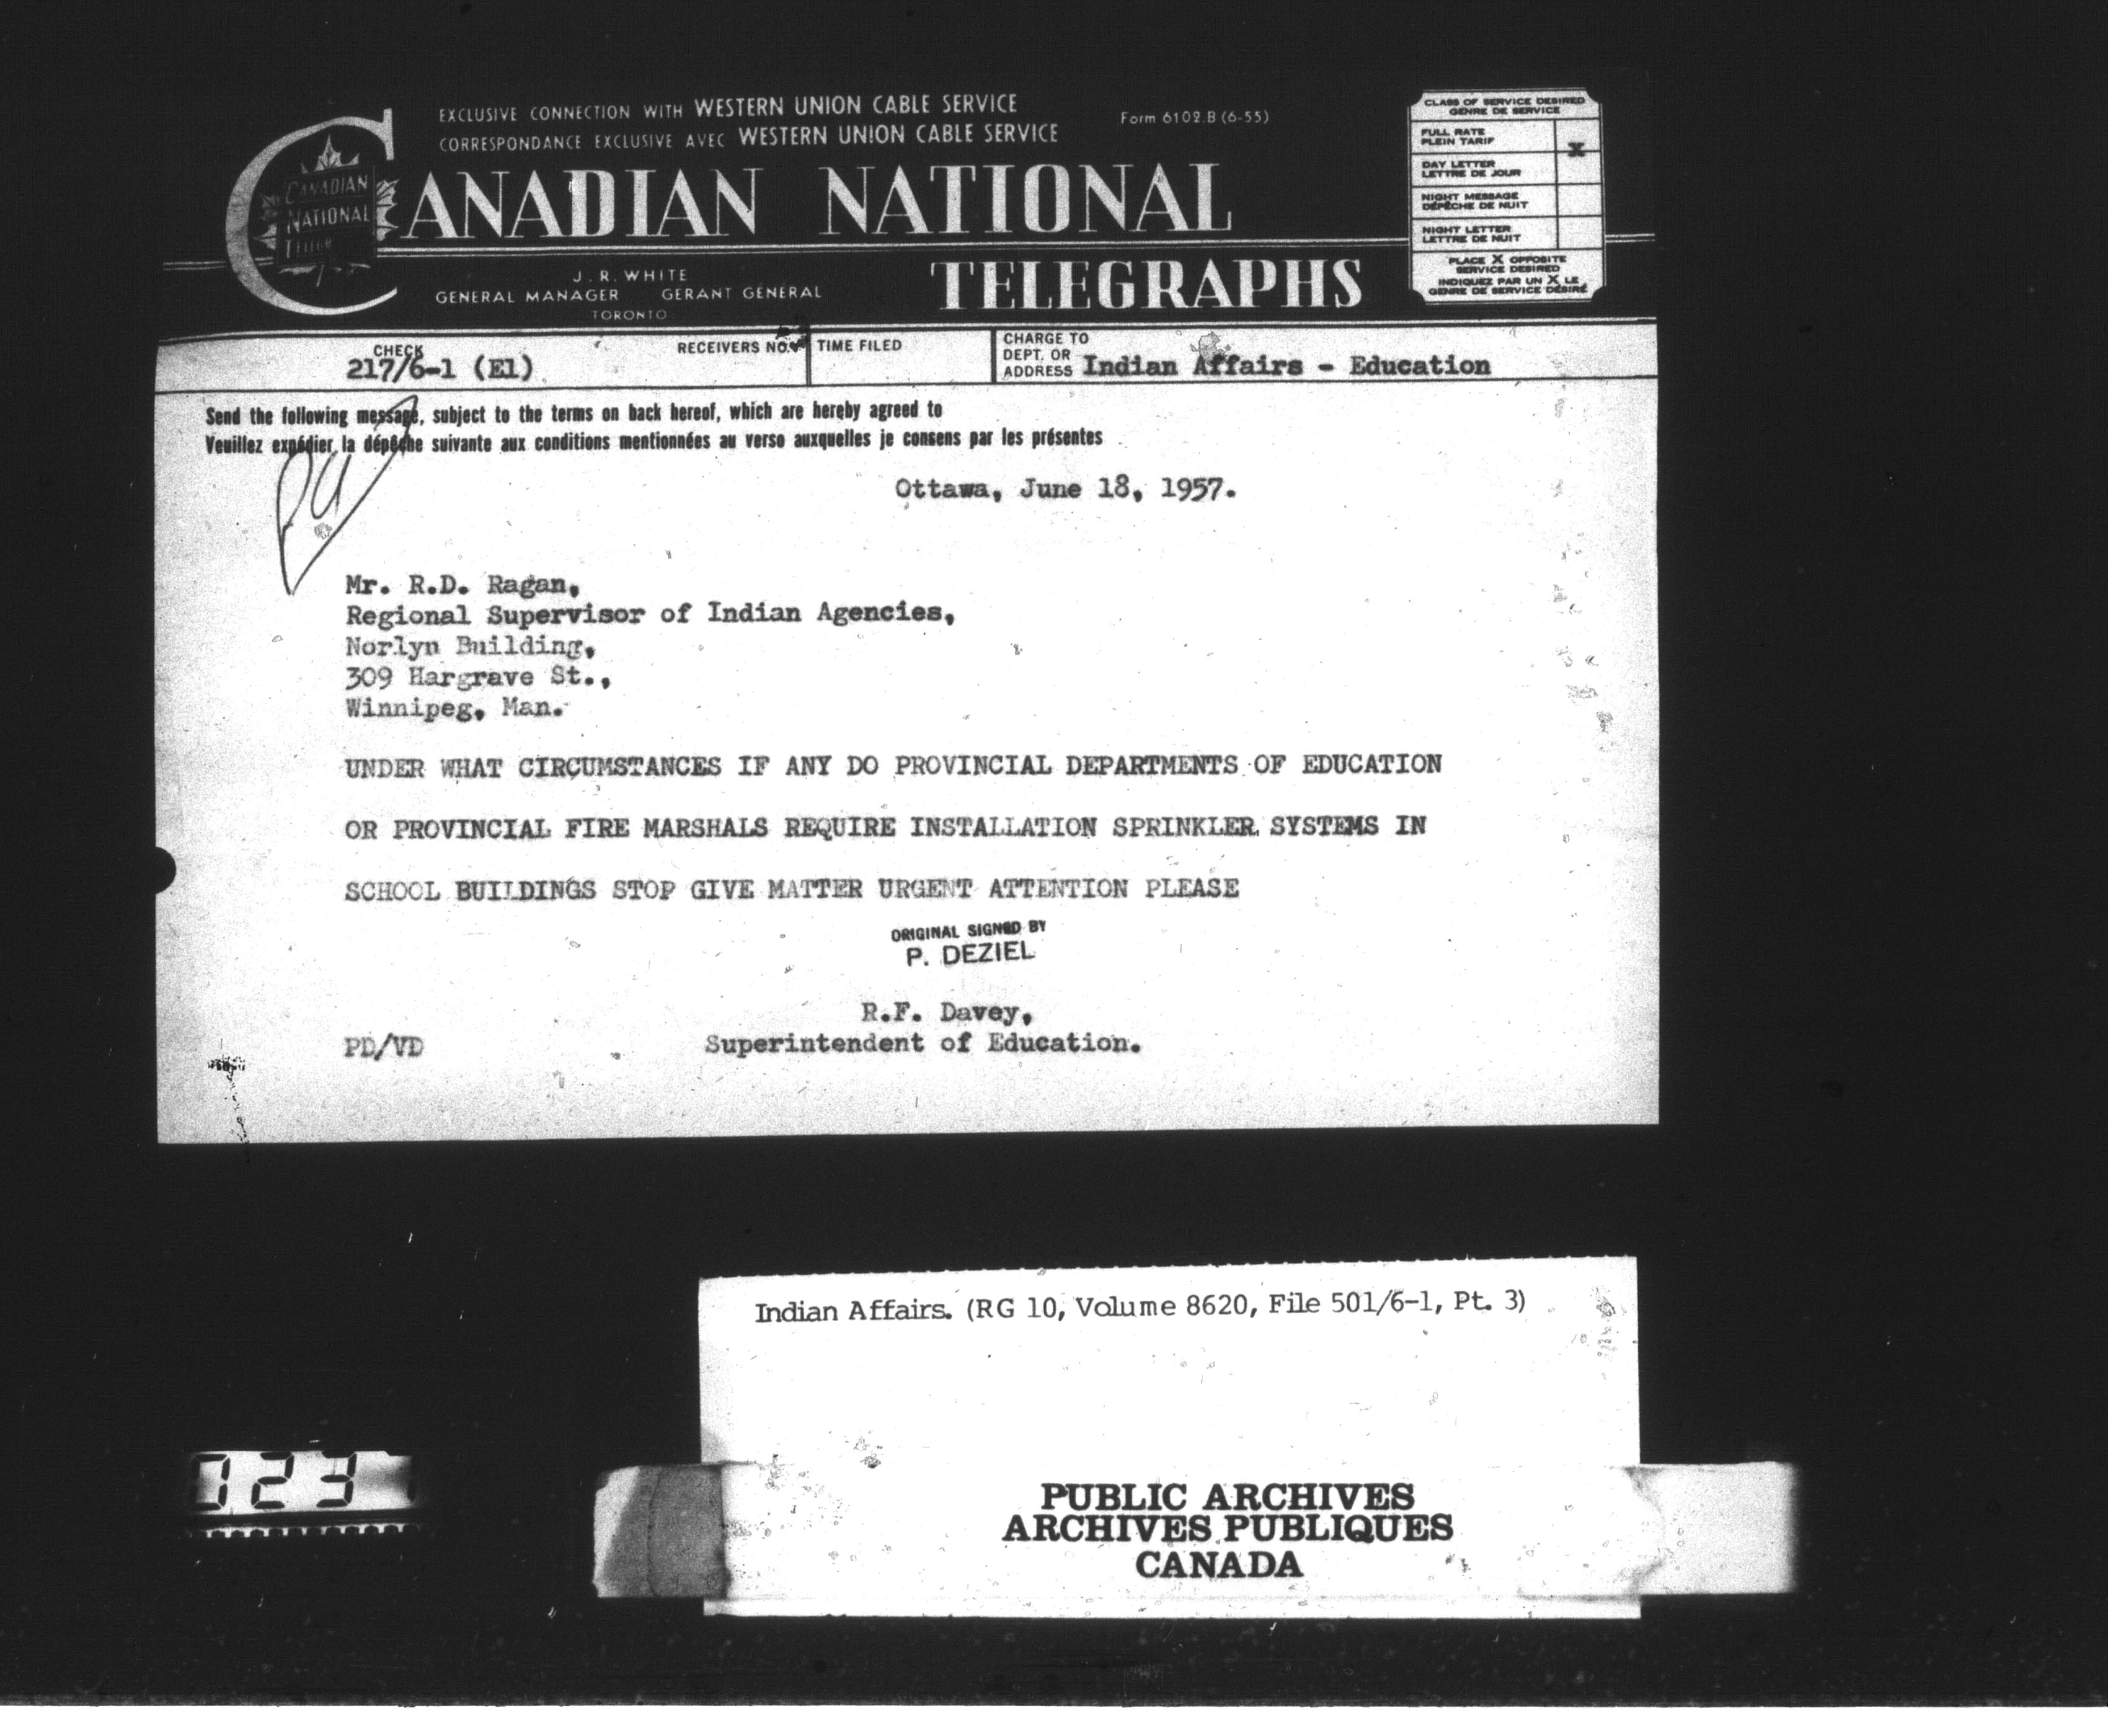 EXCLUSIVE CONNECTION WITH WESTERN UNION CABLE SERVICE
CORRESPONDANCE EXCLUSIVE AVEC WESTERN UNION CABLE SERVICE
Form 6102.B (6-55)
CANADIAN NATIONAL
TELEGRAPHS
CANADIAN
NATIONAL
J. R. WHITE
GENERAL MANAGER GERANT GENERAL
TORONTO
CLASS OF SERVICE DESIRED
GENRE DE SERVICE
FULL RATE
PLEIN TARIF
X
DAY LETTER
LETTRE DE JOUR
NIGHT MESSAGE
DÉPÊCHE DE NUIT
NIGHT LETTER
LETTRE DE NUIT
PLACE X OPPOSITE
SERVICE DESIRED
INDIQUEZ PAR UN X LE
GENRE DE SERVICE DÉSIRÉ
CHECK
217/6-1 (E1)
RECEIVERS NO.
TIME FILED
CHARGE TO
DEPT. OR
ADDRESS Indian Affairs - Education
Send the following message, subject to the terms on back hereof, which are hereby agreed to
Veuillez expédier la dépêche suivante aux conditions mentionnées au verso auxquelles je consens par les présentes
Ottawa, June 18, 1957.
Mr. R.D. Ragan,
Regional Supervisor of Indian Agencies,
Norlyn Building,
309 Hargrave St.,
Winnipeg, Man.
UNDER WHAT CIRCUMSTANCES IF ANY DO PROVINCIAL DEPARTMENTS OF EDUCATION
OR PROVINCIAL FIRE MARSHALS REQUIRE INSTALLATION SPRINKLER SYSTEMS IN
SCHOOL BUILDINGS STOP GIVE MATTER URGENT ATTENTION PLEASE
ORIGINAL SIGNED BY
P. DEZIEL
R.F. Davey,
PD/VD Superintendent of Education.
Indian Affairs. (RG 10, Volume 8620, File 501/6-1, Pt. 3)
PUBLIC ARCHIVES
ARCHIVES PUBLIQUES
CANADA